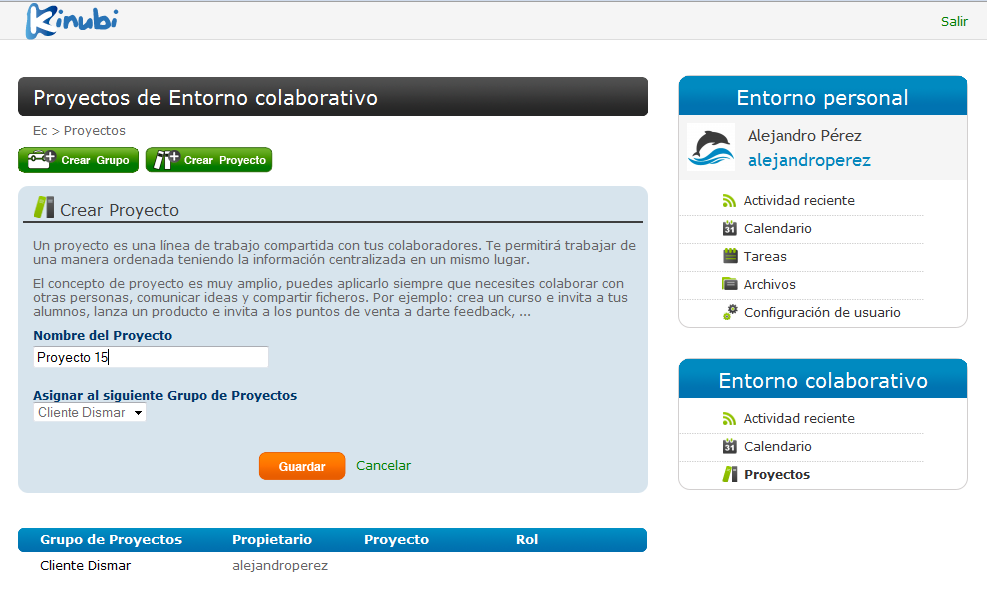 Kinubi
Salir
Proyectos de Entorno colaborativo
Ec > Proyectos
Crear Grupo
Crear Proyecto
Crear Proyecto
Un proyecto es una línea de trabajo compartida con tus colaboradores. Te permitirá trabajar de
una manera ordenada teniendo la información centralizada en un mismo lugar.
El concepto de proyecto es muy amplio, puedes aplicarlo siempre que necesites colaborar con
otras personas, comunicar ideas y compartir ficheros. Por ejemplo: crea un curso e invita a tus
alumnos, lanza un producto e invita a los puntos de venta a darte feedback, ...
Nombre del Proyecto
Proyecto 15
Asignar al siguiente Grupo de Proyectos
Cliente Dismar
Guardar
Cancelar
Grupo de Proyectos Propietario Proyecto Rol
Cliente Dismar alejandroperez
Entorno personal
Alejandro Pérez
alejandroperez
Actividad reciente
31 Calendario
Tareas
Archivos
Configuración de usuario
Entorno colaborativo
Actividad reciente
31 Calendario
Proyectos